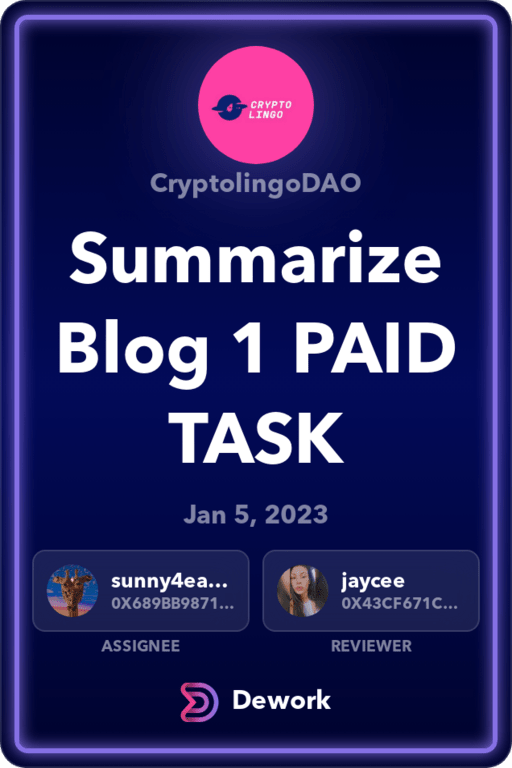 CRYPTO
LINGO
CryptolingoDAO
Summarize
Blog 1 PAID
TASK
Jan 5, 2023
sunny4ea...
0X689BB9871...
ASSIGNEE
jaycee
0X43CF671C...
REVIEWER
Dework